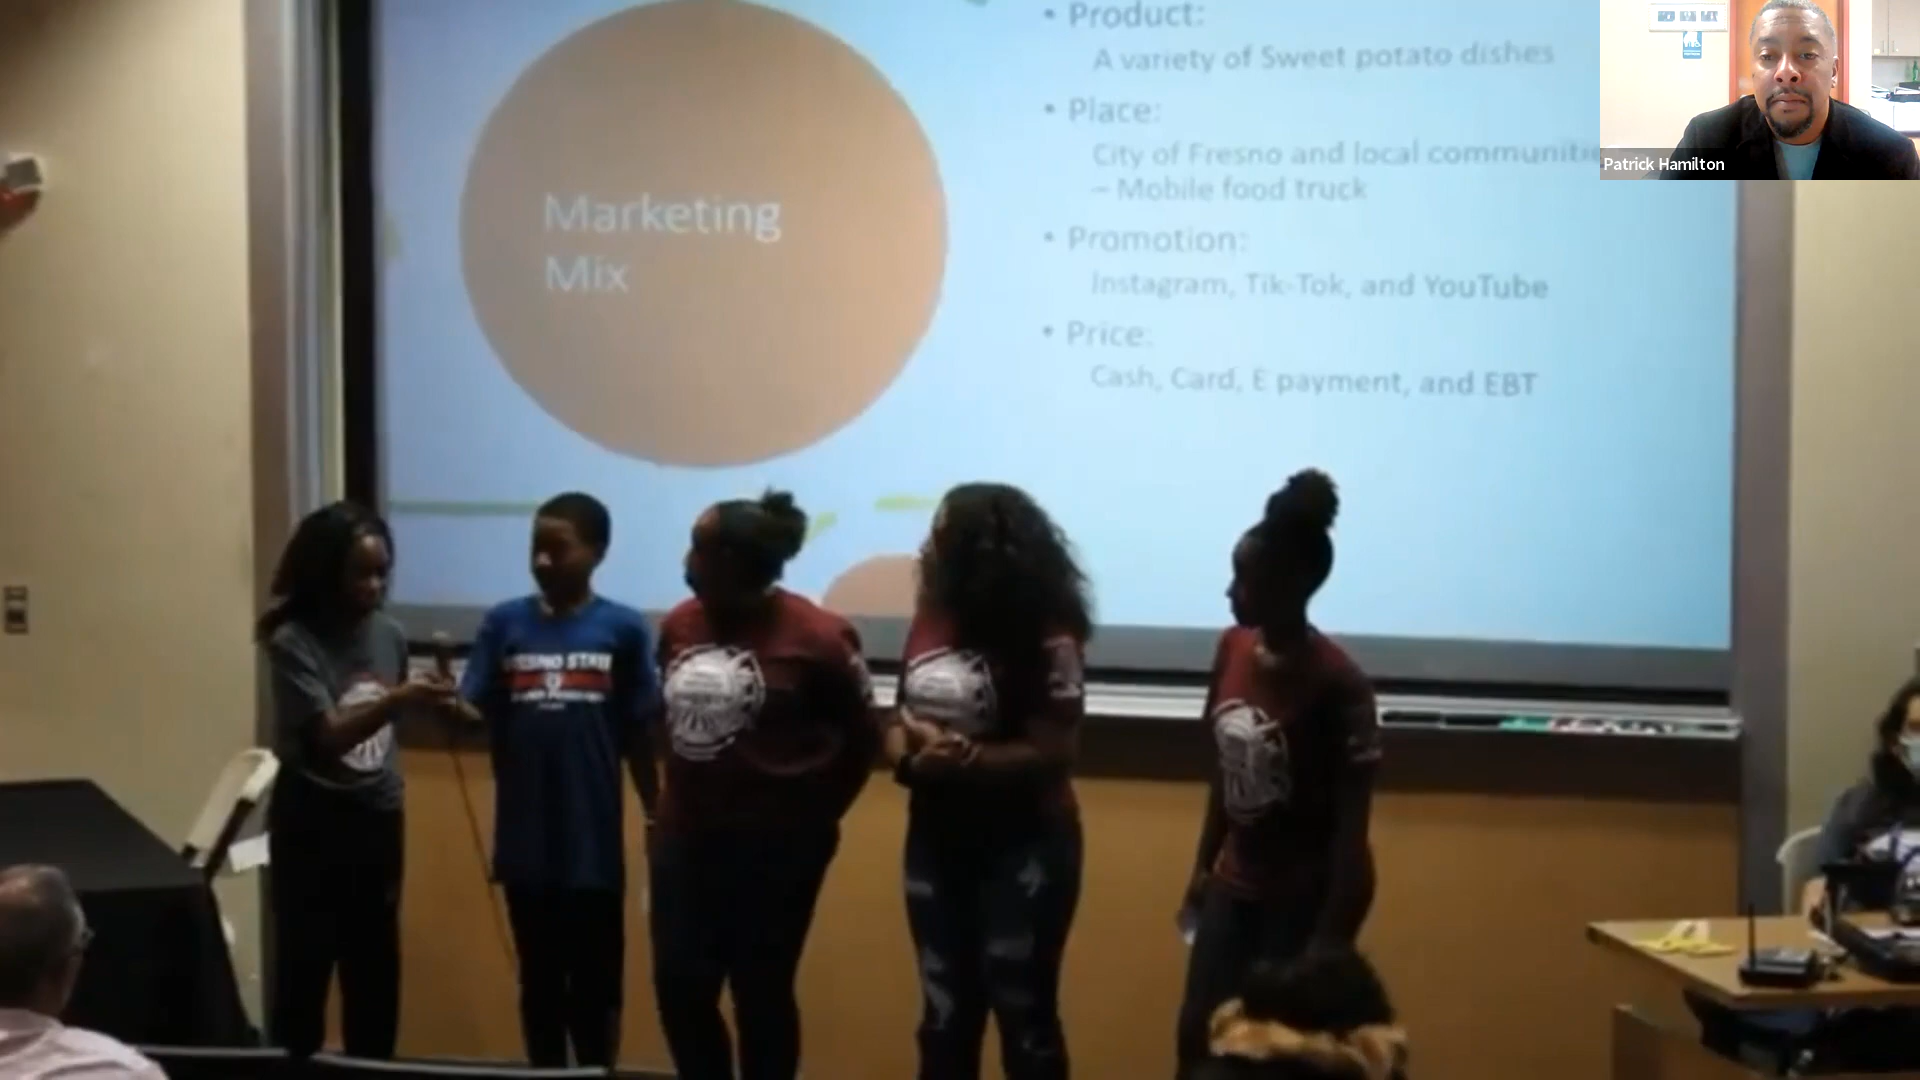 Marketing
Mix
• Product:
A variety of Sweet potato dishes
• Place:
City of Fresno and local
– Mobile food truck
• Promotion:
Instagram, Tik-Tok, and YouTube
• Price:
Cash, Card, E payment, and EBT
Patrick Hamilton
FRESNO STATE